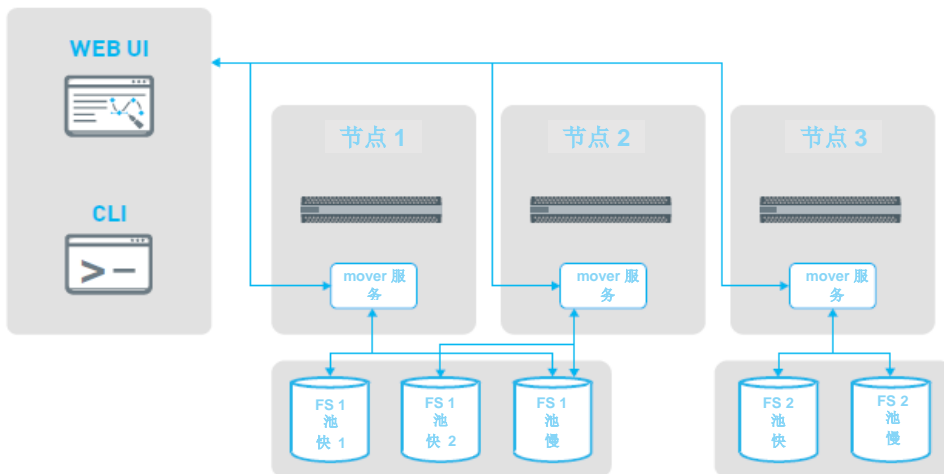 WEB UI
CLI
节点 1
节点 2
节点 3
mover 服
务
mover 服
务
mover 服
务
FS 1
池
快 1
FS 1
池
快 2
FS 1
池
慢
FS 2
池
快
FS 2
池
慢